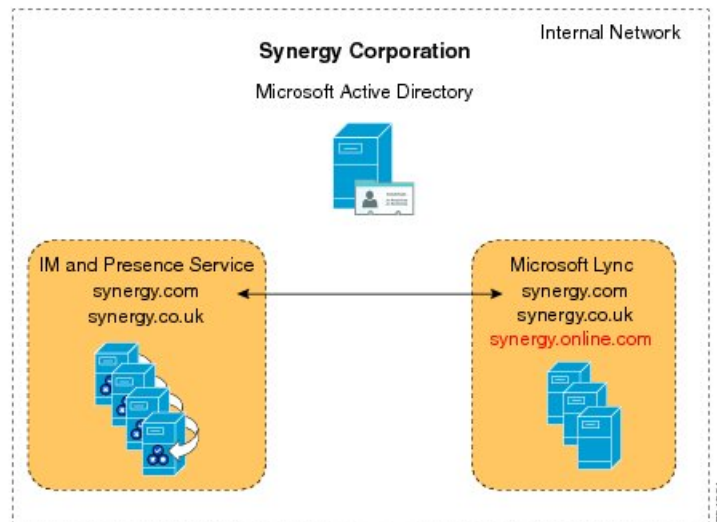 Internal Network
Synergy Corporation
Microsoft Active Directory
IM and Presence Service
synergy.com
synergy.co.uk
Microsoft Lync
synergy.com
synergy.co.uk
synergy.online.com